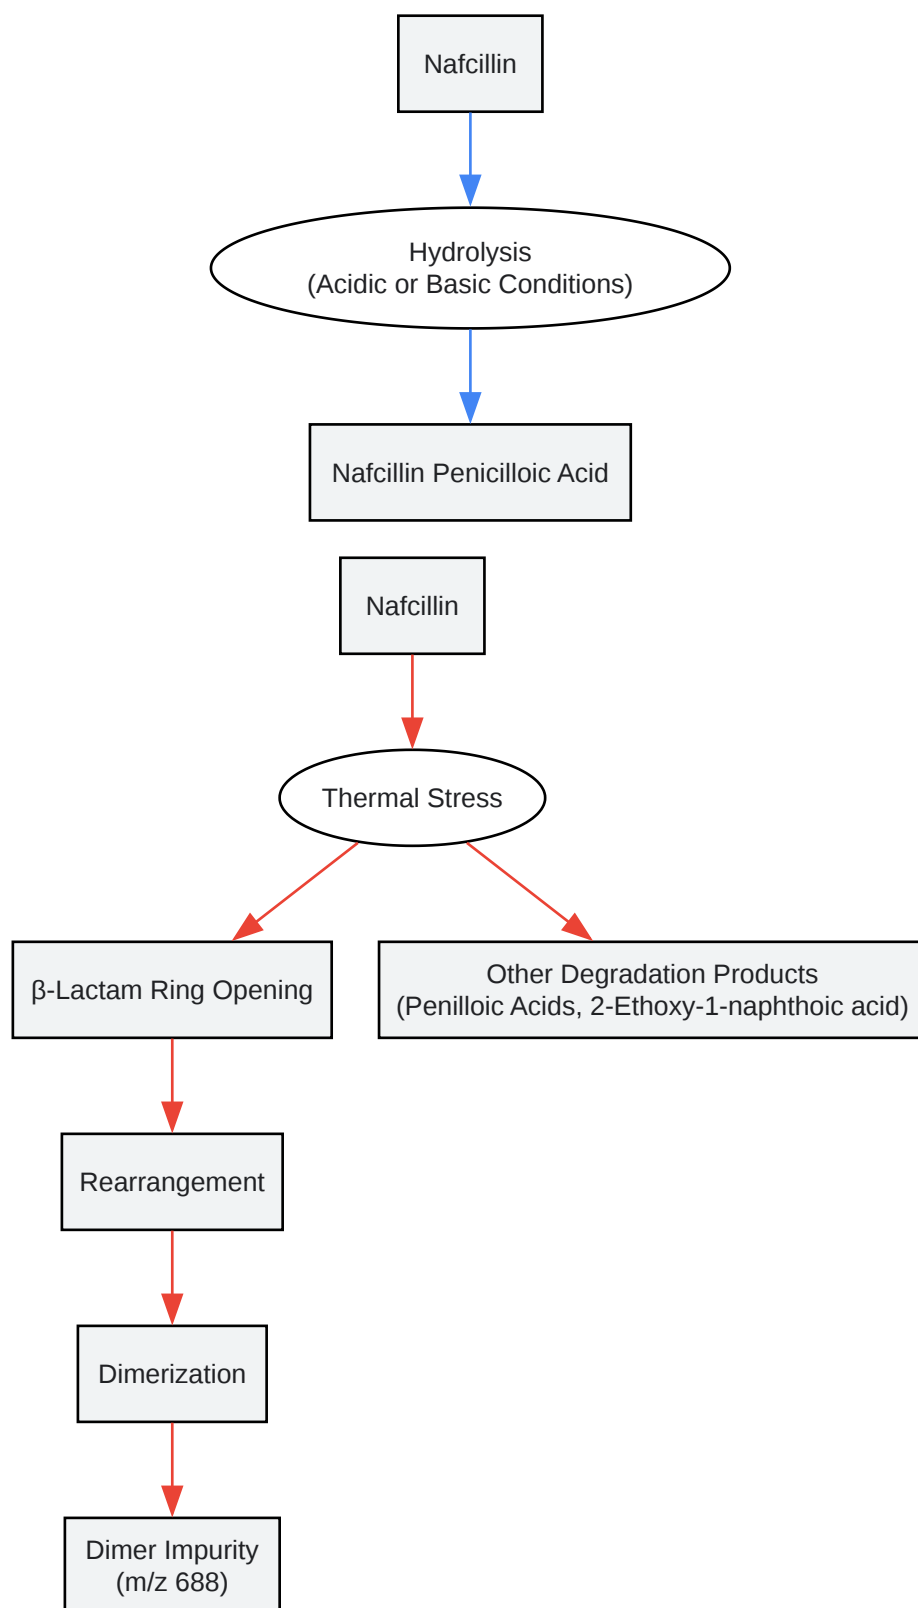 Nafcillin
Hydrolysis
(Acidic or Basic Conditions)
Nafcillin Penicilloic Acid
Nafcillin
Thermal Stress
β-Lactam Ring Opening
Other Degradation Products
(Penilloic Acids, 2-Ethoxy-1-naphthoic acid)
Rearrangement
Dimerization
Dimer Impurity
(m/z 688)